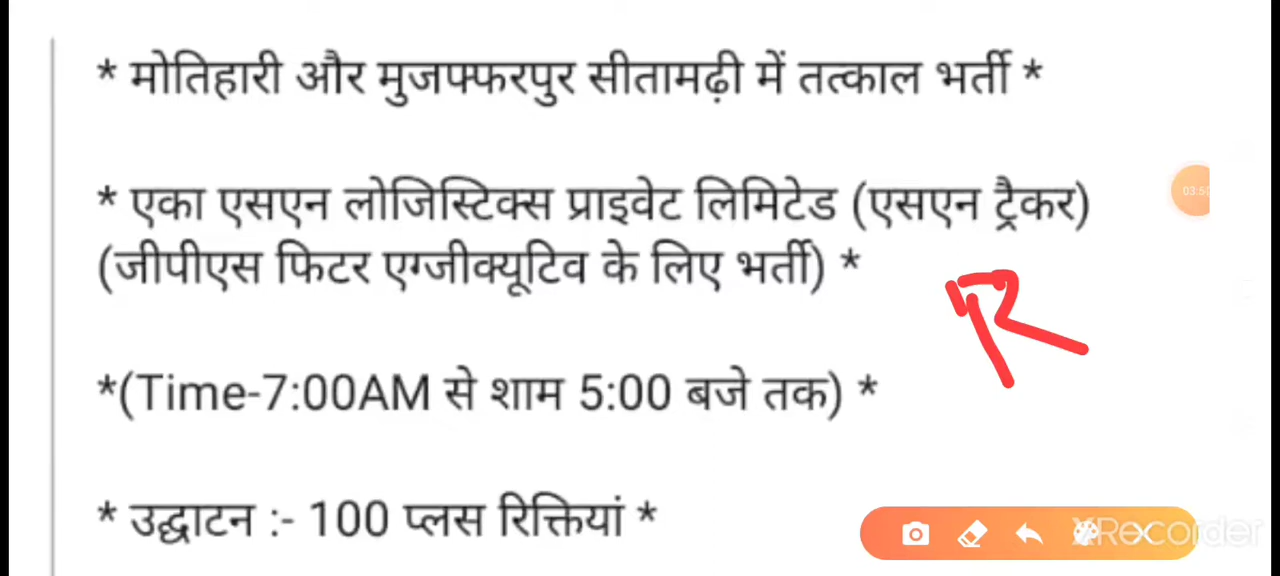 * मोतिहारी और मुजफ्फरपुर सीतामढ़ी में तत्काल भर्ती *
* एका एसएन लोजिस्टिक्स प्राइवेट लिमिटेड (एसएन ट्रैकर)
(जीपीएस फिटर एग्जीक्यूटिव के लिए भर्ती) *
*(Time-7:00AM से शाम 5:00 बजे तक) *
* उद्घाटन :- 100 प्लस रिक्तियां *
XRecorder